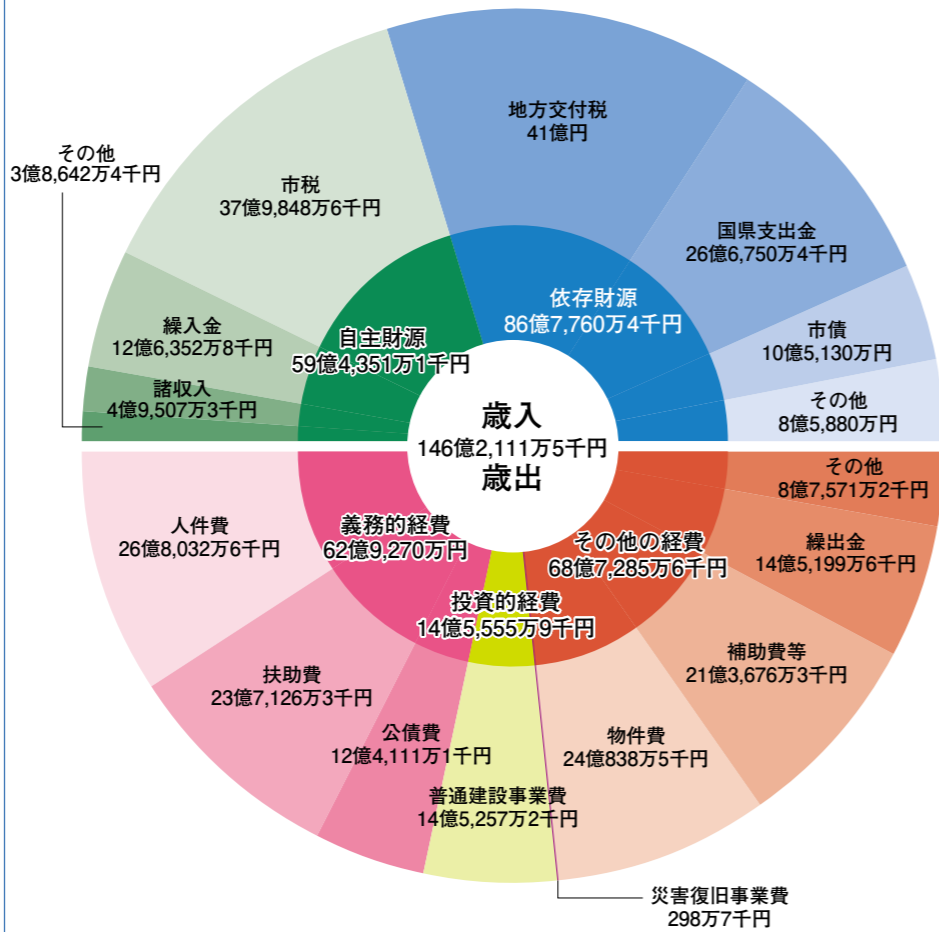 地方交付税
41億円
その他
3億8,642万4千円
市税
37億9,848万6千円
国県支出金
26億6,750万4千円
依存財源
86億7,760万4千円
繰入金
12億6,352万8千円
自主財源
59億4,351万1千円
市債
10億5,130万円
諸収入
4億9,507万3千円
その他
8億5,880万円
歳入
146億2,111万5千円
歳出
その他
8億7,571万2千円
人件費
26億8,032万6千円
義務的経費
62億9,270万円
その他の経費
68億7,285万6千円
繰出金
14億5,199万6千円
投資的経費
14億5,555万9千円
補助費等
21億3,676万3千円
扶助費
23億7,126万3千円
公債費
12億4,111万1千円
物件費
24億838万5千円
普通建設事業費
14億5,257万2千円
災害復旧事業費
298万7千円